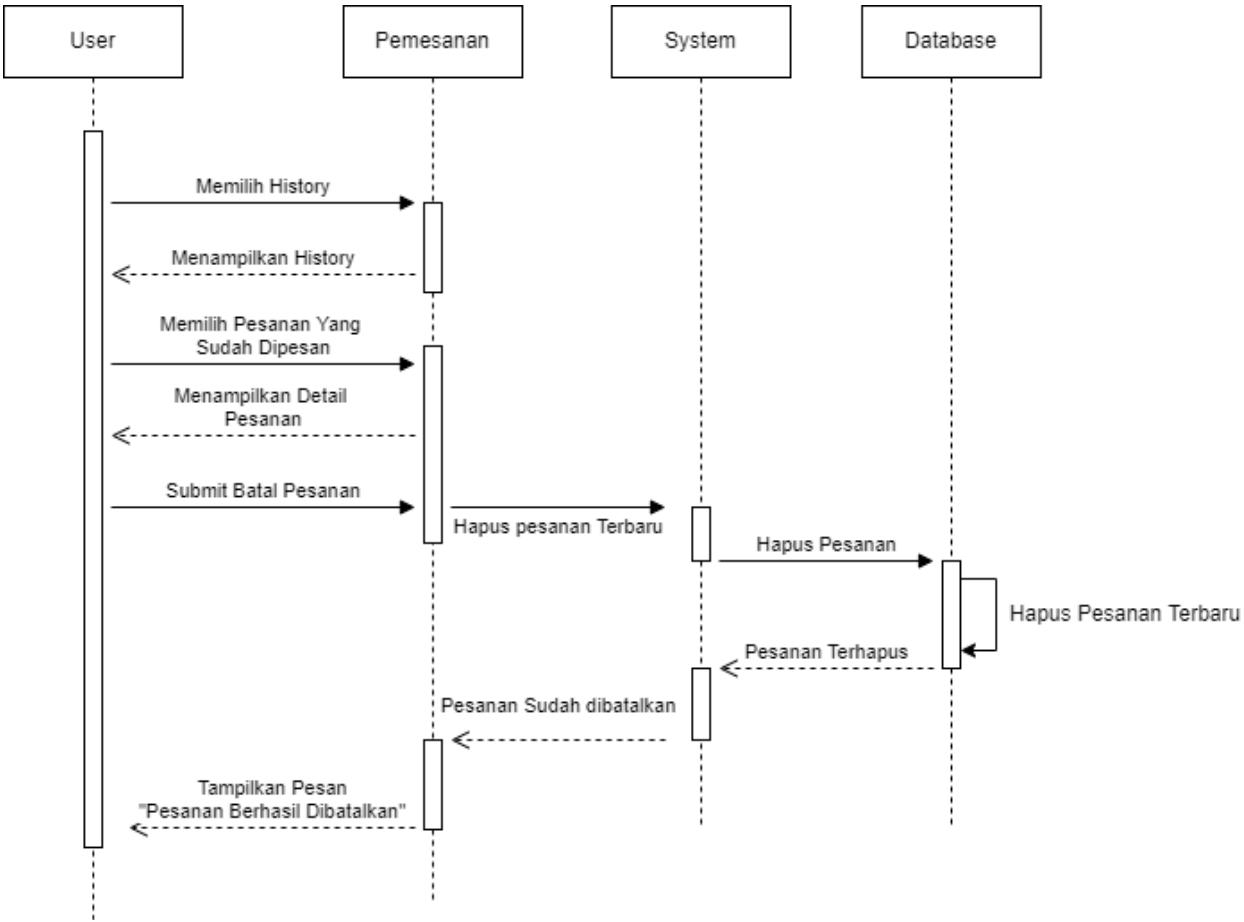 User
Pemesanan
System
Database
Memilih History
Menampilkan History
Memilih Pesanan Yang
Sudah Dipesan
Menampilkan Detail
Pesanan
Submit Batal Pesanan
Hapus pesanan Terbaru
Hapus Pesanan
Hapus Pesanan Terbaru
Pesanan Terhapus
Pesanan Sudah dibatalkan
Tampilkan Pesan
"Pesanan Berhasil Dibatalkan"